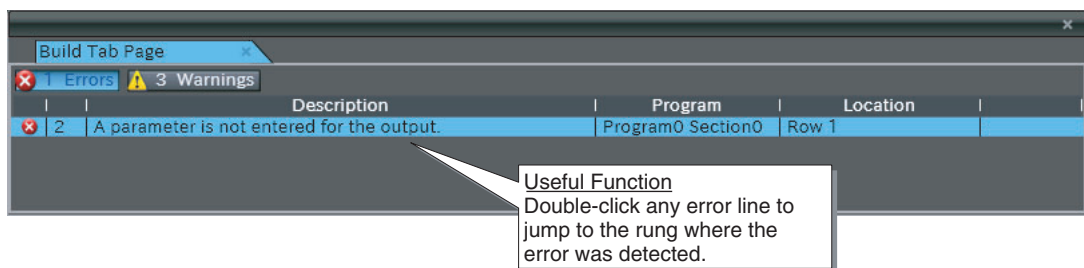 Build Tab Page
1 Errors 3 Warnings
Description Program Location
2 A parameter is not entered for the output. Program0 Section0 Row 1
Useful Function
Double-click any error line to
jump to the rung where the
error was detected.